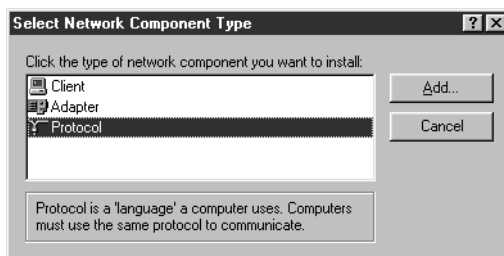 Select Network Component Type
Click the type of network component you want to install:
Client
Adapter
Protocol
Add...
Cancel
Protocol is a 'language' a computer uses. Computers
must use the same protocol to communicate.